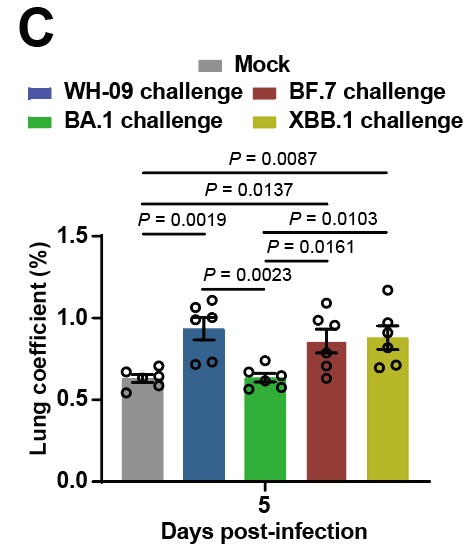 C
Mock
WH-09 challenge BF.7 challenge
BA.1 challenge XBB.1 challenge
P = 0.0087
P = 0.0137
P = 0.0019 P = 0.0103
P = 0.0161
P = 0.0023
1.5
1.0
0.5
0.0
Lung coefficient (%)
5
Days post-infection